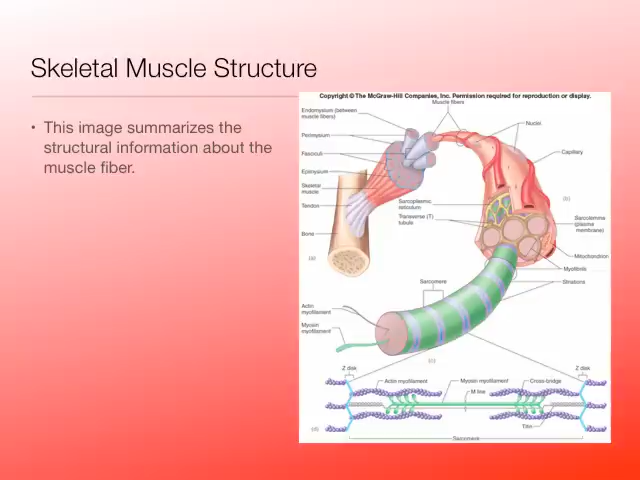 Skeletal Muscle Structure
• This image summarizes the
structural information about the
muscle fiber.
Copyright © The McGraw-Hill Companies, Inc. Permission required for reproduction or display.
Muscle fibers
Endomysium (between
muscle fibers)
Nuclei
Perimysium
Fasciculi
Capillary
Epimysium
Skeletal
muscle
(b)
Tendon
Sarcoplasmic
reticulum
Transverse (T)
tubule
Sarcolemma
(plasma
membrane)
Bone
(a)
Mitochondrion
Myofibrils
Striations
Sarcomere
Actin
myofilament
Myosin
myofilament
(c)
Z disk
Z disk
Actin myofilament
Myosin myofilament
Cross-bridge
M line
Titin
(d)
Sarcomere